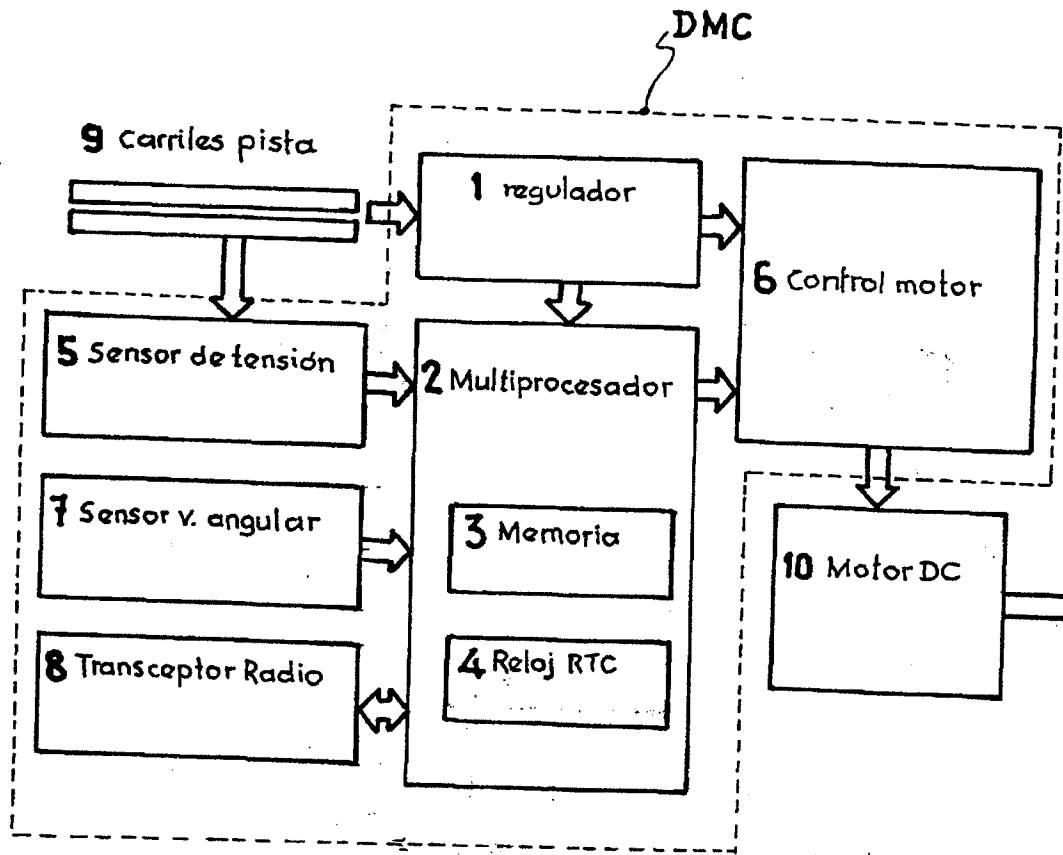 DMC
9 Carriles pista
1 regulador
6 Control motor
5 Sensor de tensión
2 Multiprocesador
7 Sensor v. angular
3 Memoria
10 Motor DC
8 Transceptor Radio
4 Reloj RTC